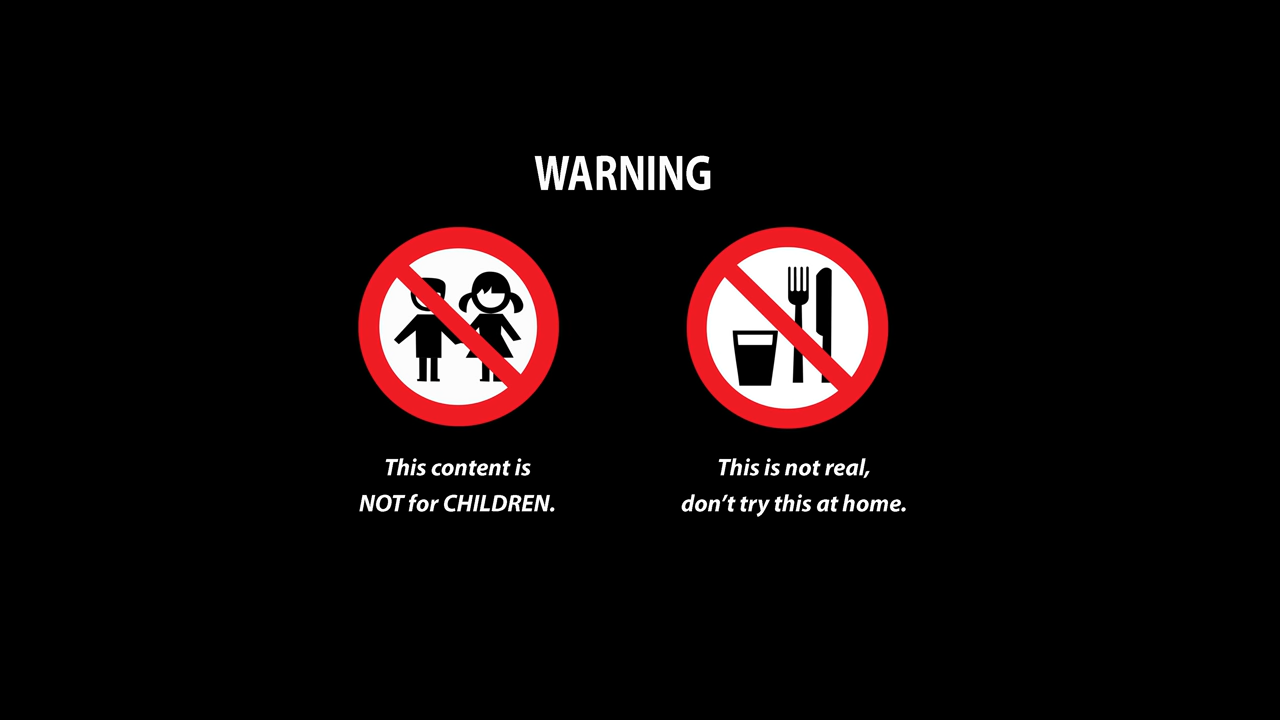 WARNING
This content is
NOT for CHILDREN.
This is not real,
don’t try this at home.